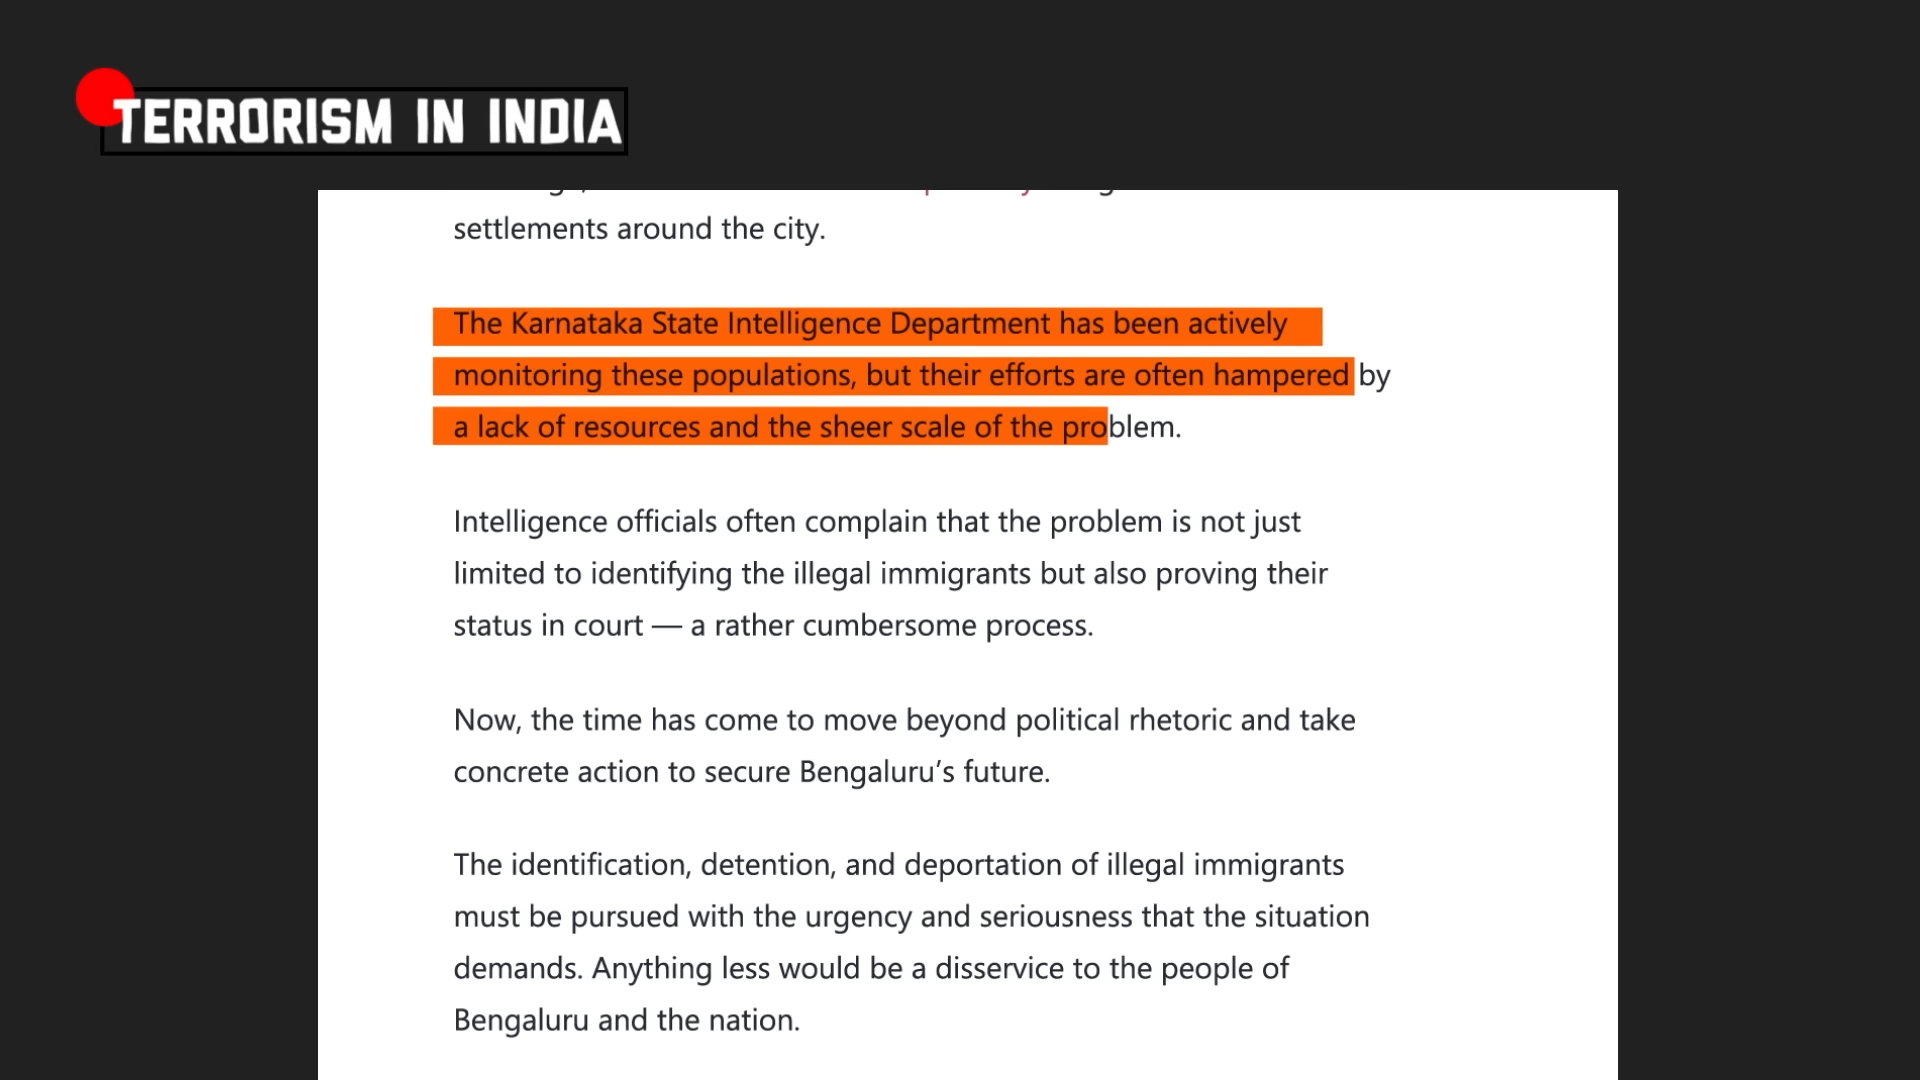 TERRORISM IN INDIA
settlements around the city.
The Karnataka State Intelligence Department has been actively
monitoring these populations, but their efforts are often hampered by
a lack of resources and the sheer scale of the problem.
Intelligence officials often complain that the problem is not just
limited to identifying the illegal immigrants but also proving their
status in court — a rather cumbersome process.
Now, the time has come to move beyond political rhetoric and take
concrete action to secure Bengaluru’s future.
The identification, detention, and deportation of illegal immigrants
must be pursued with the urgency and seriousness that the situation
demands. Anything less would be a disservice to the people of
Bengaluru and the nation.